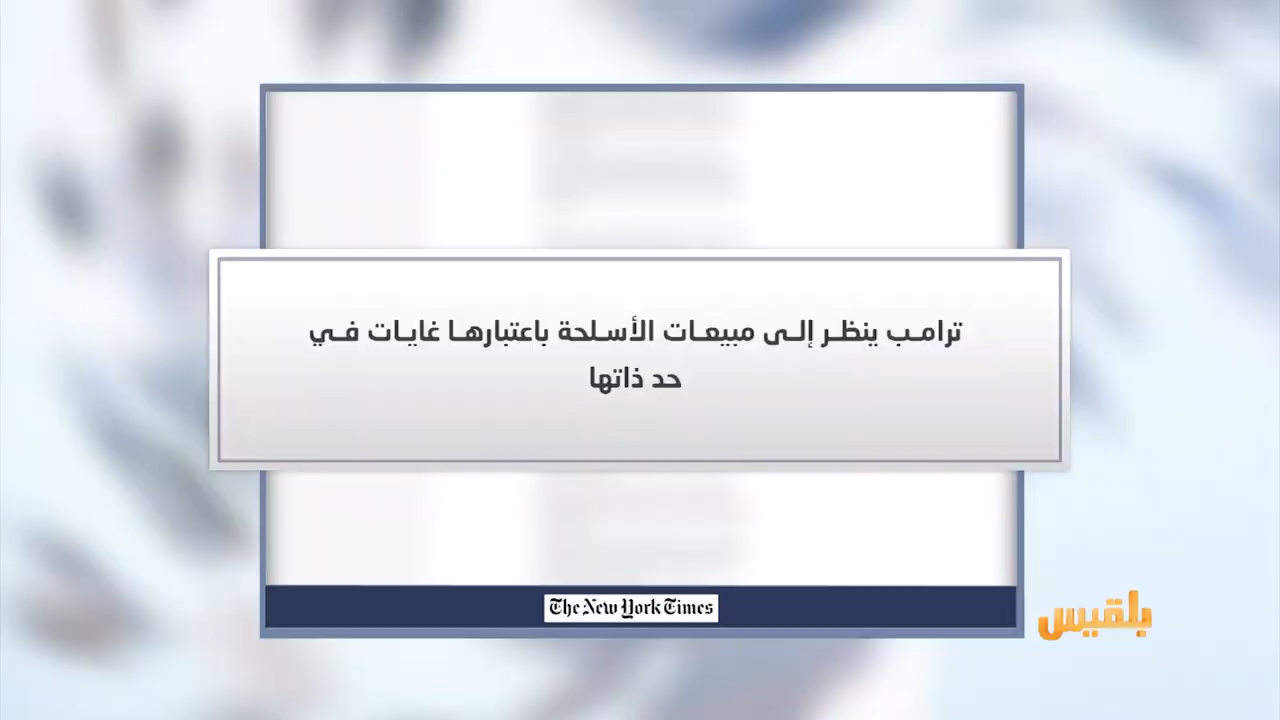 ترامب ينظر إلى مبيعات الأسلحة باعتبارها غايات في
حد ذاتها
The New York Times
بلقيس